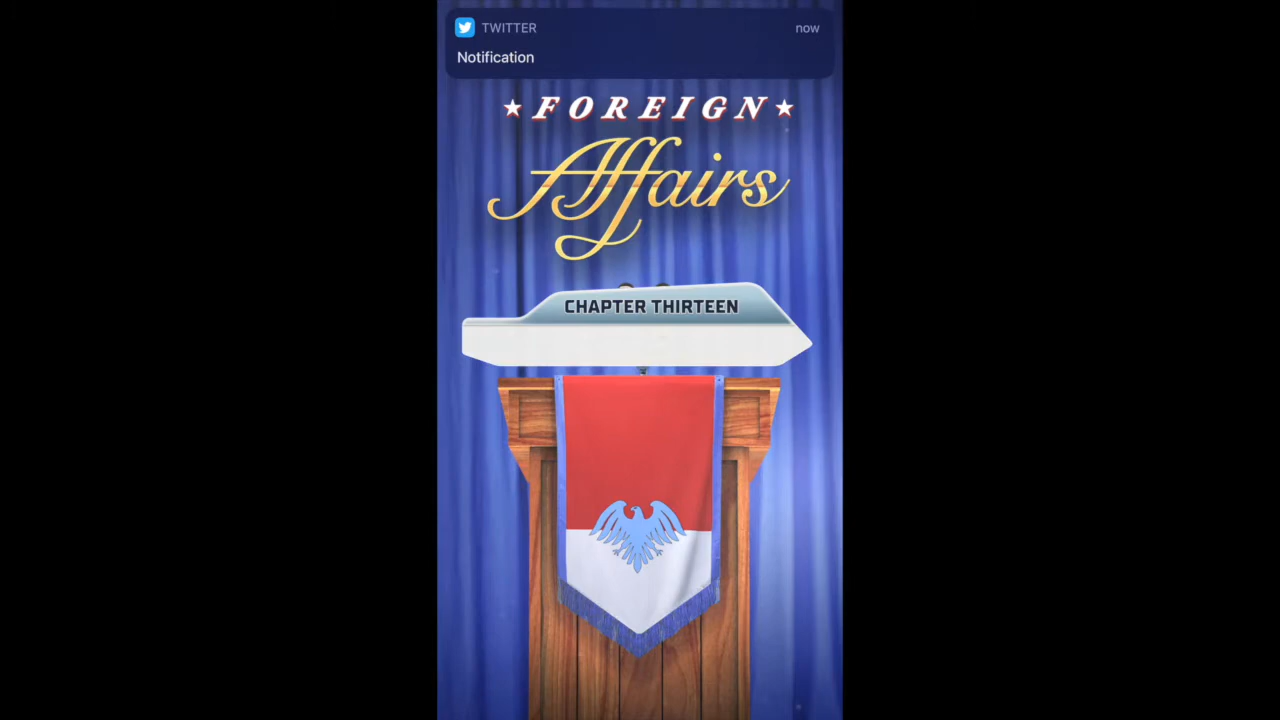 TWITTER
now
Notification
FOREIGN
Affairs
CHAPTER THIRTEEN